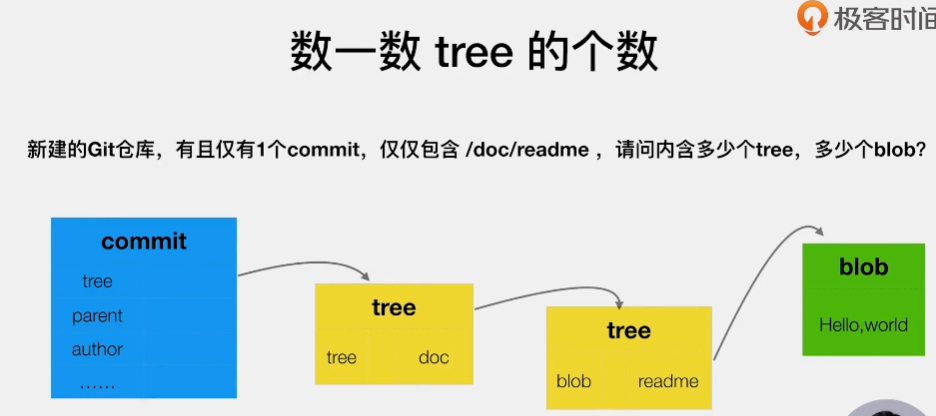 极客时间
数一数 tree 的个数
新建的Git仓库，有且仅有1个commit，仅仅包含 /doc/readme ，请问内含多少个tree，多少个blob？
commit
tree
parent
author
……
tree
tree doc
tree
blob readme
blob
Hello,world